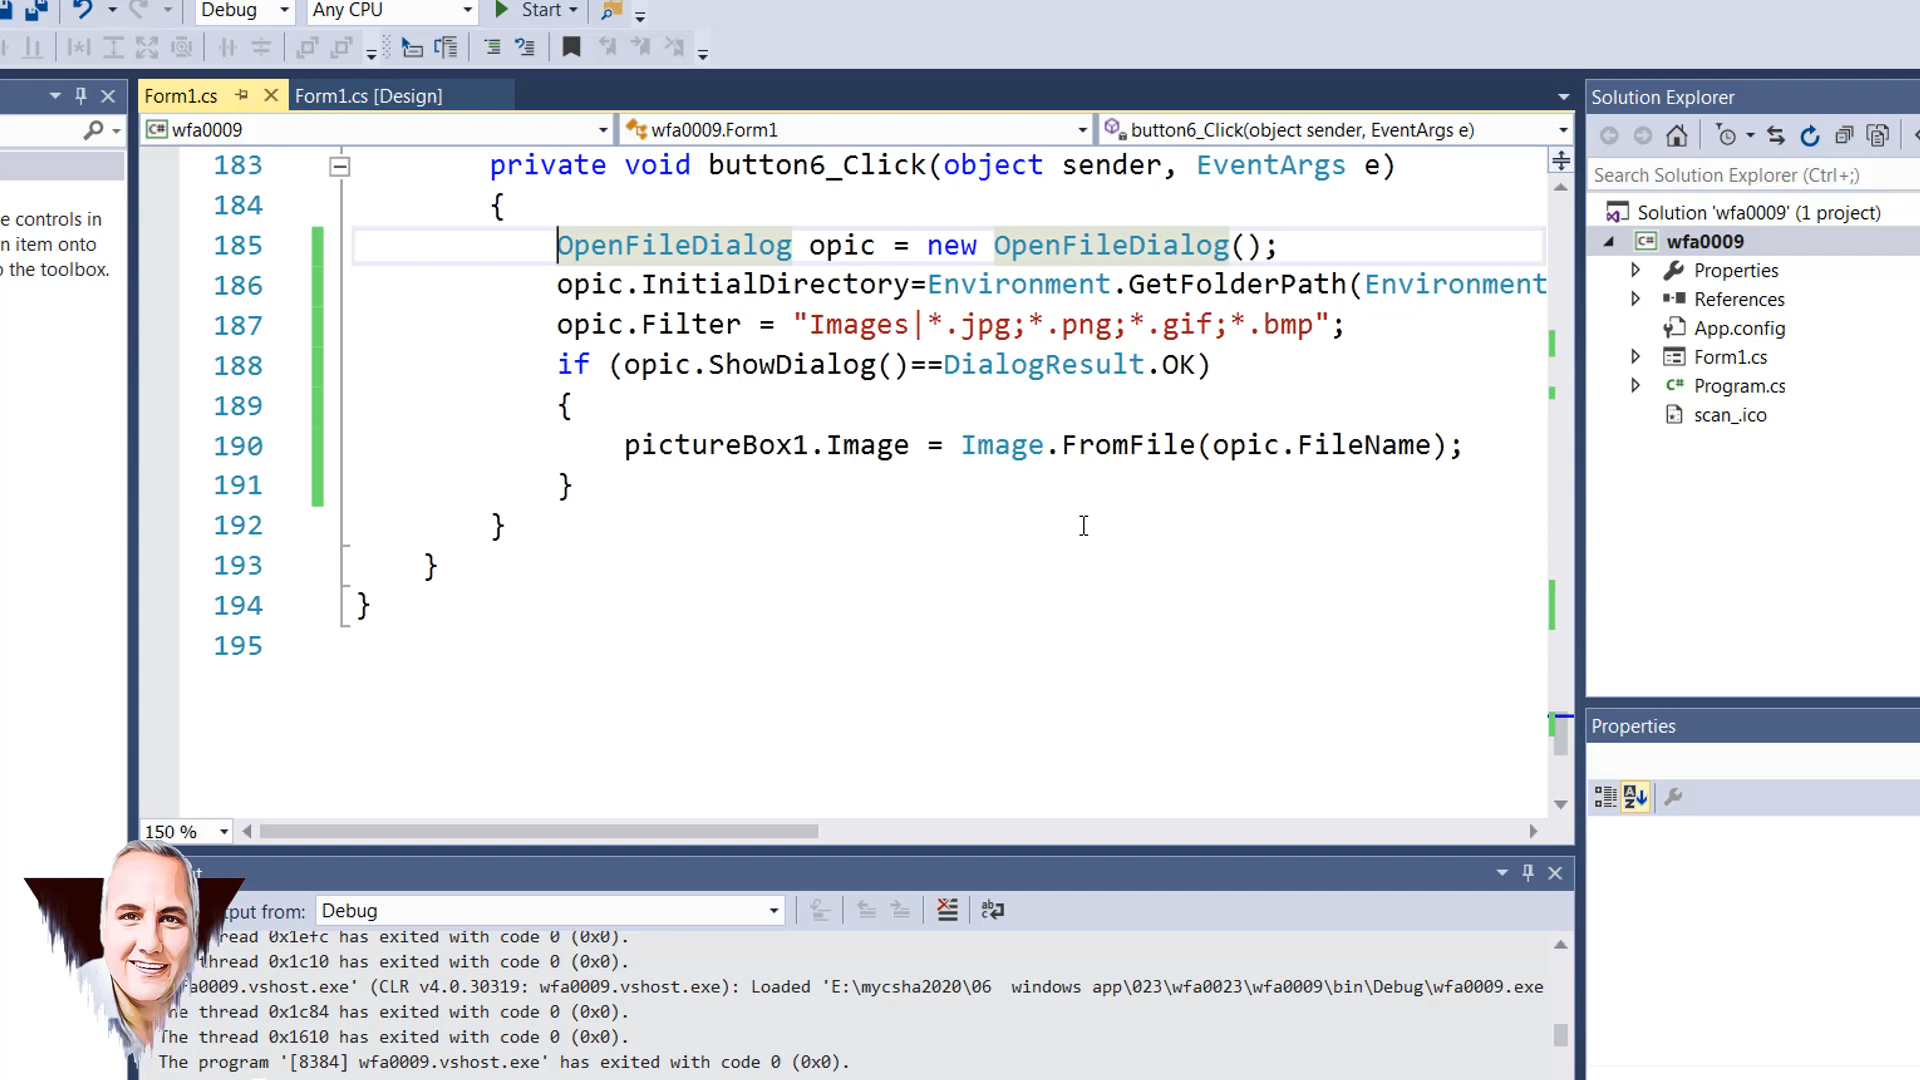 Debug Any CPU Start
Form1.cs Form1.cs [Design]
Solution Explorer
wfa0009 wfa0009.Form1 button6_Click(object sender, EventArgs e)
Search Solution Explorer (Ctrl+;)
Solution 'wfa0009' (1 project)
wfa0009
Properties
References
App.config
Form1.cs
Program.cs
scan_.ico
e controls in
n item onto
o the toolbox.
183 private void button6_Click(object sender, EventArgs e)
184 {
185 OpenFileDialog opic = new OpenFileDialog();
186 opic.InitialDirectory=Environment.GetFolderPath(Environment
187 opic.Filter = "Images|*.jpg;*.png;*.gif;*.bmp";
188 if (opic.ShowDialog()==DialogResult.OK)
189 {
190 pictureBox1.Image = Image.FromFile(opic.FileName);
191 }
192 }
193 }
194 }
195
Properties
150 %
t
put from: Debug
read 0x1efc has exited with code 0 (0x0).
read 0x1c10 has exited with code 0 (0x0).
fa0009.vshost.exe' (CLR v4.0.30319: wfa0009.vshost.exe): Loaded 'E:\mycsha2020\06 windows app\023\wfa0023\wfa0009\bin\Debug\wfa0009.exe
he thread 0x1c84 has exited with code 0 (0x0).
The thread 0x1610 has exited with code 0 (0x0).
The program '[8384] wfa0009.vshost.exe' has exited with code 0 (0x0).